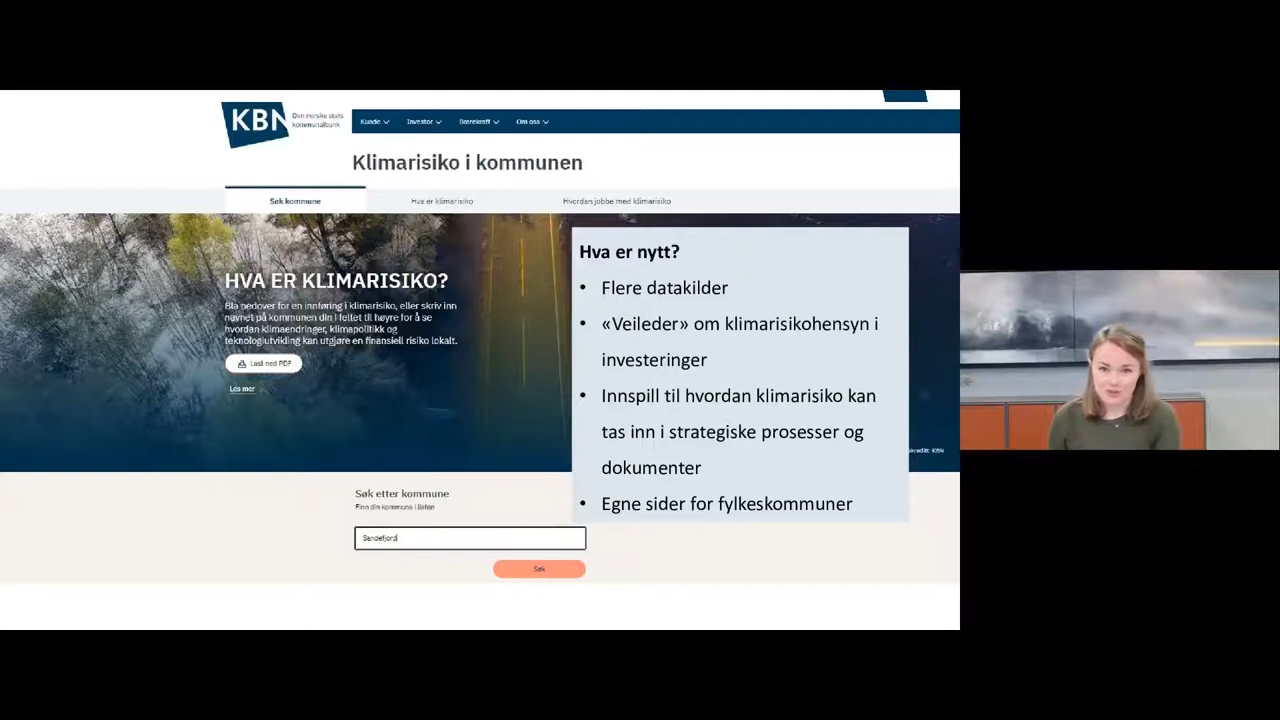 KBN
Den norske stats
kommunalbank
Kunde
Investor
Bærekraft
Om oss
Klimarisiko i kommunen
Søk kommune
Hva er klimarisiko
Hvordan jobbe med klimarisiko
HVA ER KLIMARISIKO?
Bla nedover for en innføring i klimarisiko, eller skriv inn
navnet på kommunen din i feltet til høyre for å se
hvordan klimaendringer, klimapolitikk og
teknologiutvikling kan utgjøre en finansiell risiko lokalt.
Last ned PDF
Les mer
Hva er nytt?
• Flere datakilder
• «Veileder» om klimarisikohensyn i
investeringer
• Innspill til hvordan klimarisiko kan
tas inn i strategiske prosesser og
dokumenter
• Egne sider for fylkeskommuner
KBN
Søk etter kommune
Finn din kommune i listen
Sandefjord
Søk